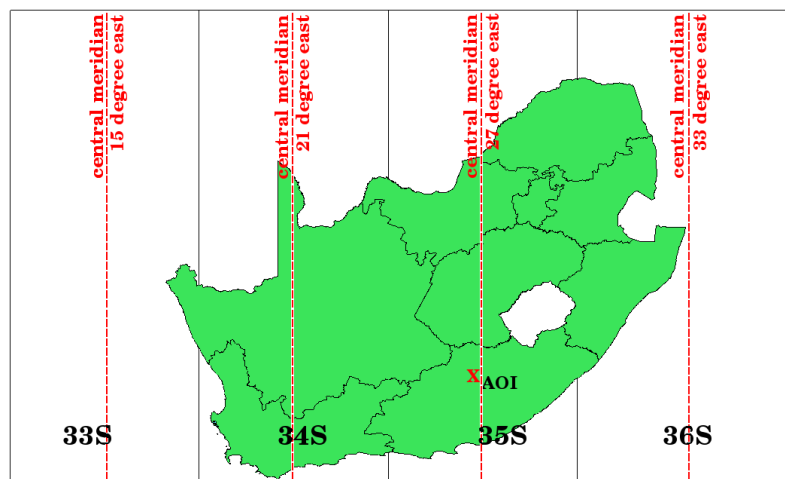 central meridian
15 degree east
central meridian
21 degree east
central meridian
27 degree east
central meridian
33 degree east
X
AOI
33S
34S
35S
36S